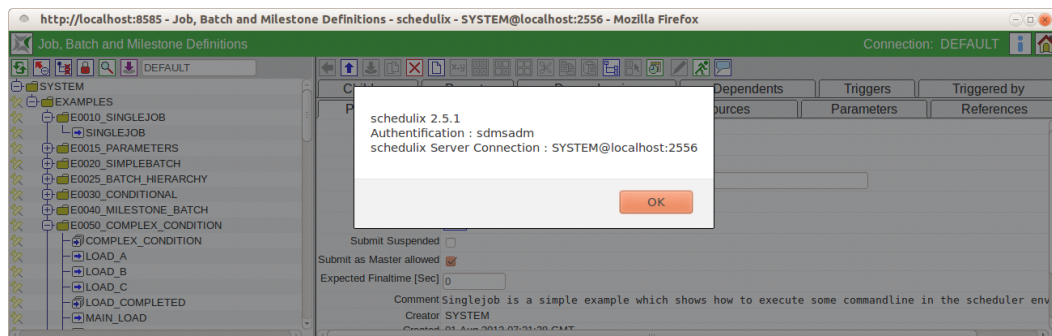 http://localhost:8585 - Job, Batch and Milestone Definitions - schedulix - SYSTEM@localhost:2556 - Mozilla Firefox
Job, Batch and Milestone Definitions
Connection: DEFAULT
DEFAULT
SYSTEM
EXAMPLES
E0010_SINGLEJOB
SINGLEJOB
E0015_PARAMETERS
E0020_SIMPLEBATCH
E0025_BATCH_HIERARCHY
E0030_CONDITIONAL
E0040_MILESTONE_BATCH
E0050_COMPLEX_CONDITION
COMPLEX_CONDITION
LOAD_A
LOAD_B
LOAD_C
LOAD_COMPLETED
MAIN_LOAD
Dependents
Triggers
Triggered by
Parameters
References
schedulix 2.5.1
Authentification : sdmsadm
schedulix Server Connection : SYSTEM@localhost:2556
OK
Submit Suspended
Submit as Master allowed
Expected Finaltime [Sec] 0
Comment Singlejob is a simple example which shows how to execute some commandline in the scheduler env
Creator SYSTEM